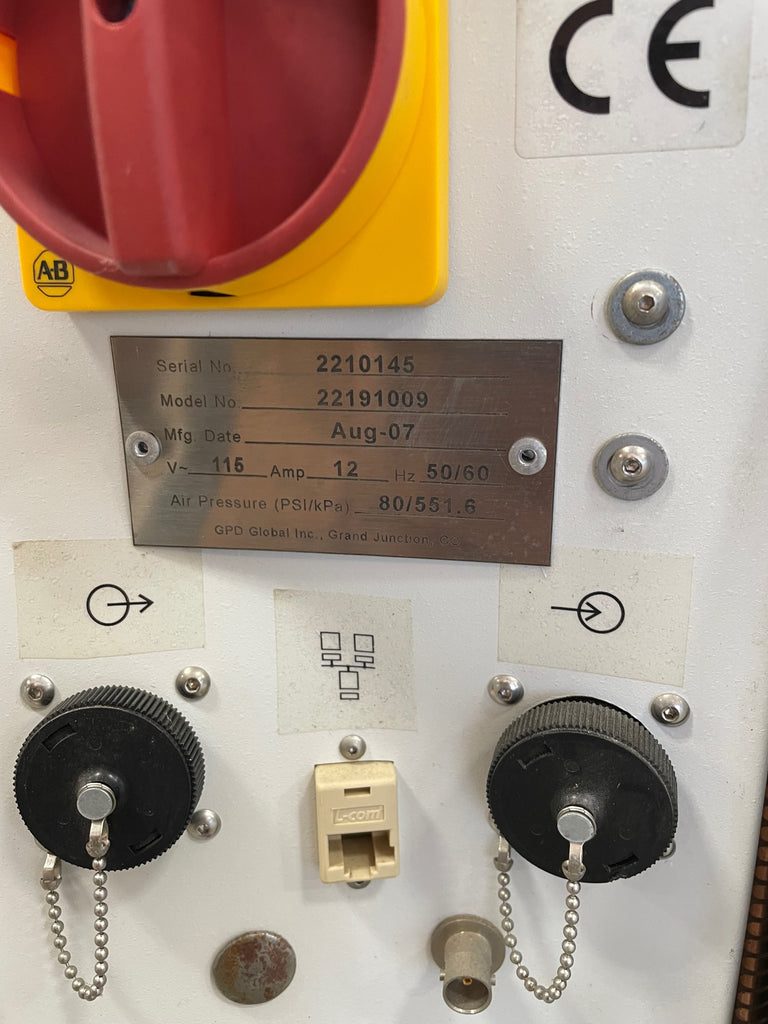 CE
A-B
Serial No. 2210145
Model No. 22191009
Mfg. Date Aug-07
V~ 115 Amp 12 Hz 50/60
Air Pressure (PSI/kPa) 80/551.6
GPD Global Inc., Grand Junction, CO
L-com